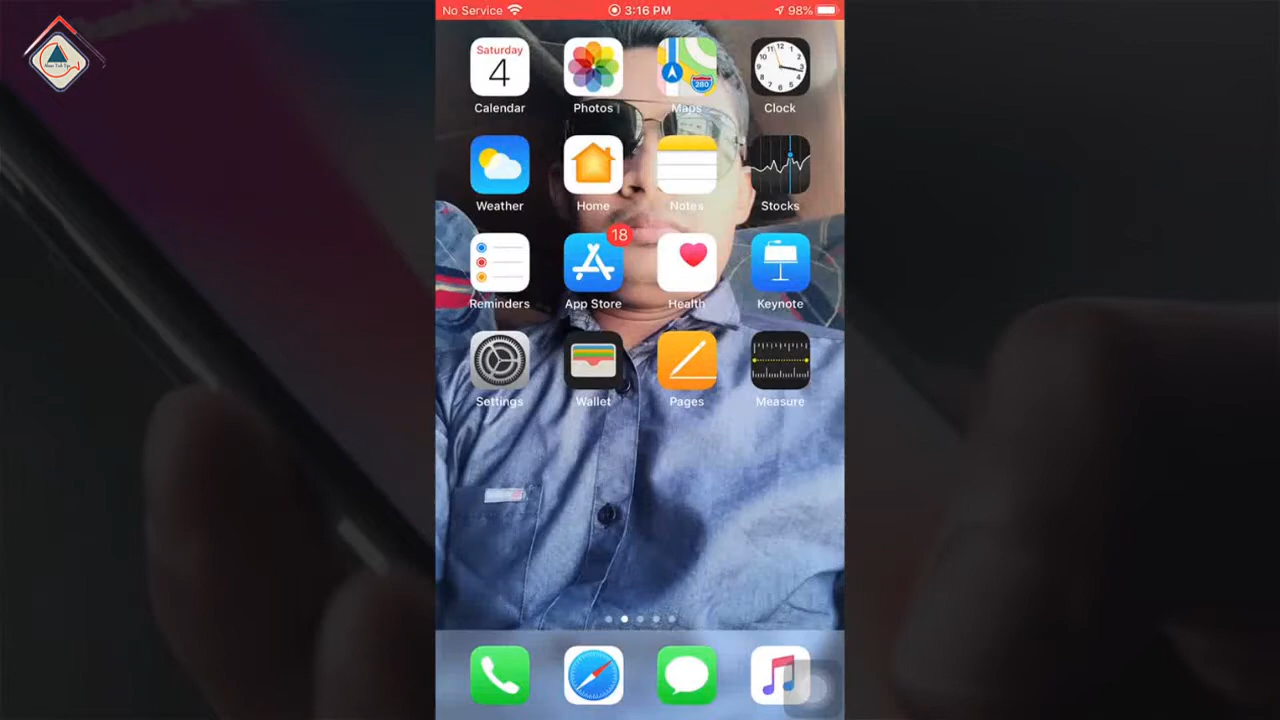 No Service 3:16 PM 98%
Saturday
4
Calendar Photos Maps Clock
280
Weather Home Notes Stocks
18
Reminders App Store Health Keynote
Settings Wallet Pages Measure